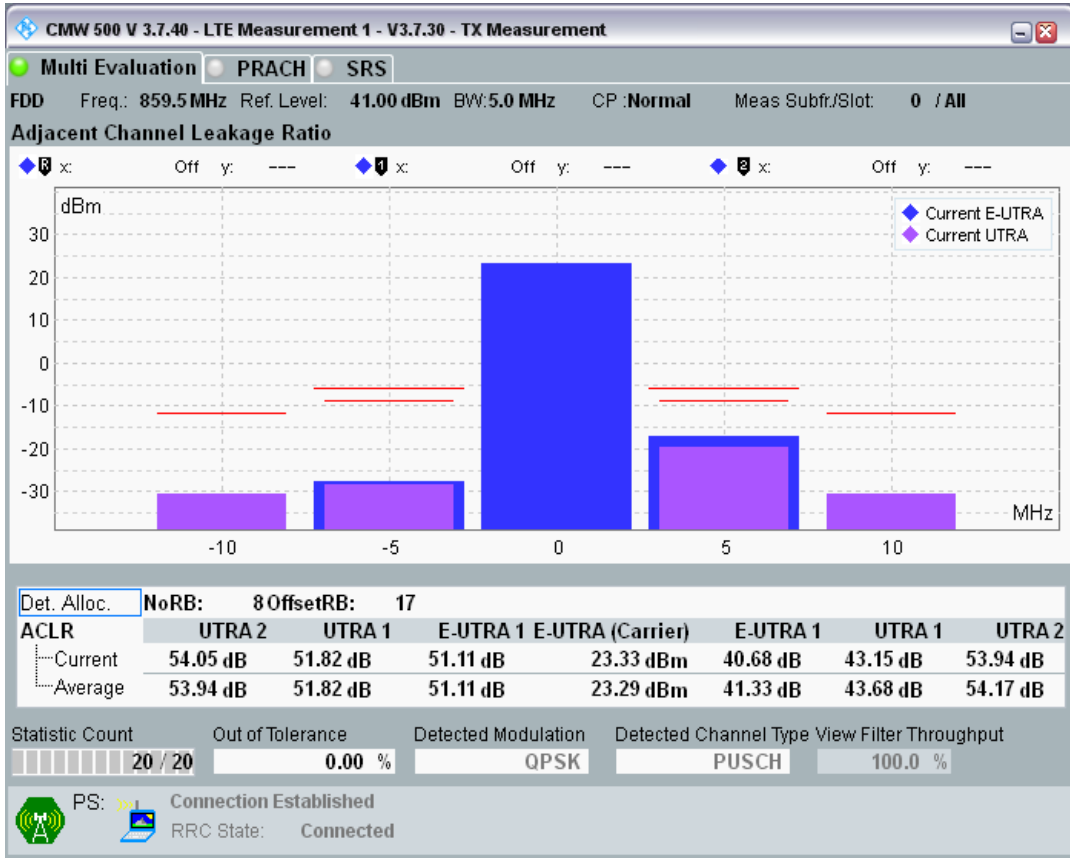 CMW 500 V 3.7.40 - LTE Measurement 1 - V3.7.30 - TX Measurement
Multi Evaluation PRACH SRS
FDD Freq.: 859.5 MHz Ref. Level: 41.00 dBm BW: 5.0 MHz CP :Normal Meas Subfr./Slot: 0 / All
Adjacent Channel Leakage Ratio
R x: Off y: --- 1 x: Off y: --- 2 x: Off y: ---
dBm
Current E-UTRA
Current UTRA
30
20
10
0
-10
-20
-30
MHz
-10 -5 0 5 10
Det. Alloc. NoRB: 8 OffsetRB: 17
ACLR UTRA 2 UTRA 1 E-UTRA 1 E-UTRA (Carrier) E-UTRA 1 UTRA 1 UTRA 2
Current 54.05 dB 51.82 dB 51.11 dB 23.33 dBm 40.68 dB 43.15 dB 53.94 dB
Average 53.94 dB 51.82 dB 51.11 dB 23.29 dBm 41.33 dB 43.68 dB 54.17 dB
Statistic Count Out of Tolerance Detected Modulation Detected Channel Type View Filter Throughput
20 / 20 0.00 % QPSK PUSCH 100.0 %
PS: Connection Established
RRC State: Connected